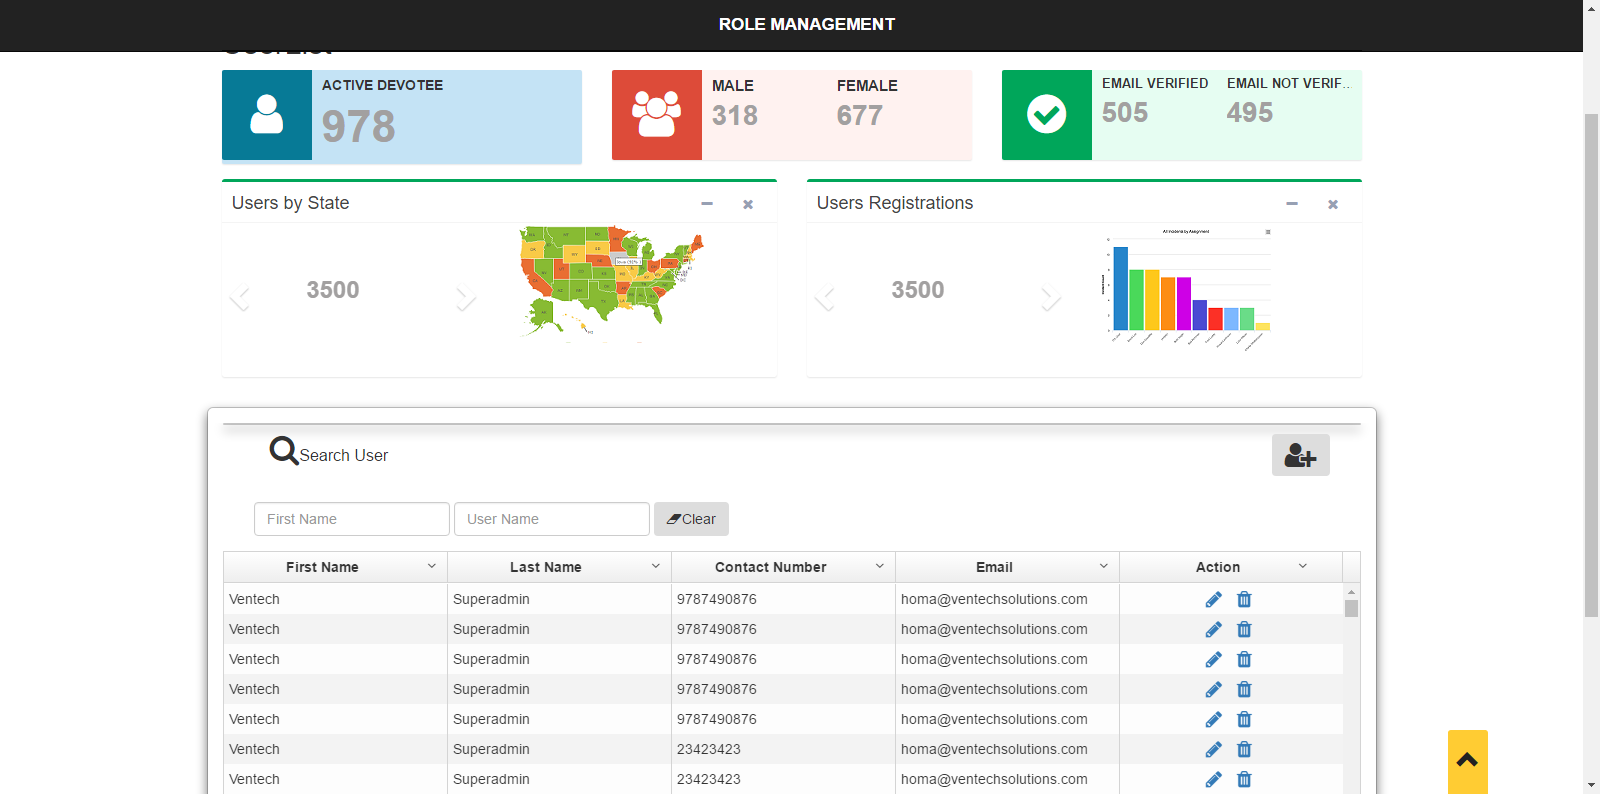 ROLE MANAGEMENT
ACTIVE DEVOTEE
978
MALE
318
FEMALE
677
EMAIL VERIFIED
505
EMAIL NOT VERIF...
495
Users by State
3500
Users Registrations
3500
All Incidents by Assignment
Search User
First Name
User Name
Clear
First Name Last Name Contact Number Email Action
Ventech Superadmin 9787490876 homa@ventechsolutions.com
Ventech Superadmin 9787490876 homa@ventechsolutions.com
Ventech Superadmin 9787490876 homa@ventechsolutions.com
Ventech Superadmin 9787490876 homa@ventechsolutions.com
Ventech Superadmin 9787490876 homa@ventechsolutions.com
Ventech Superadmin 23423423 homa@ventechsolutions.com
Ventech Superadmin 23423423 homa@ventechsolutions.com